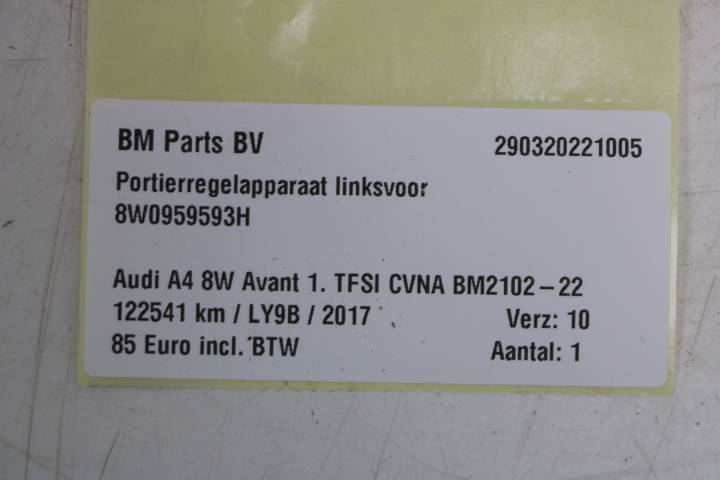 BM Parts BV 290320221005
Portierregelapparaat linksvoor
8W0959593H
Audi A4 8W Avant 1. TFSI CVNA BM2102-22
122541 km / LY9B / 2017 Verz: 10
85 Euro incl. BTW Aantal: 1